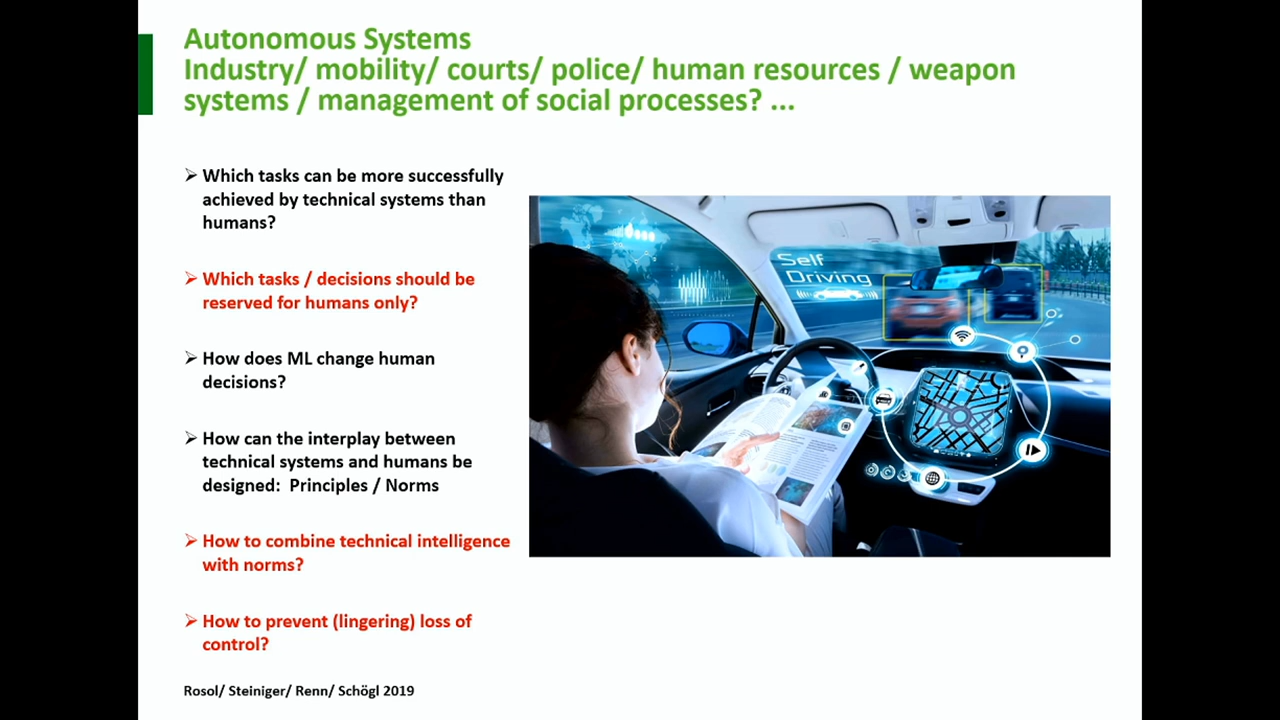 Autonomous Systems
Industry/ mobility/ courts/ police/ human resources / weapon
systems / management of social processes? ...
➢ Which tasks can be more successfully
achieved by technical systems than
humans?
➢ Which tasks / decisions should be
reserved for humans only?
➢ How does ML change human
decisions?
➢ How can the interplay between
technical systems and humans be
designed:  Principles / Norms
➢ How to combine technical intelligence
with norms?
➢ How to prevent (lingering) loss of
control?
Rosol/ Steiniger/ Renn/ Schögl 2019
Self
Driving